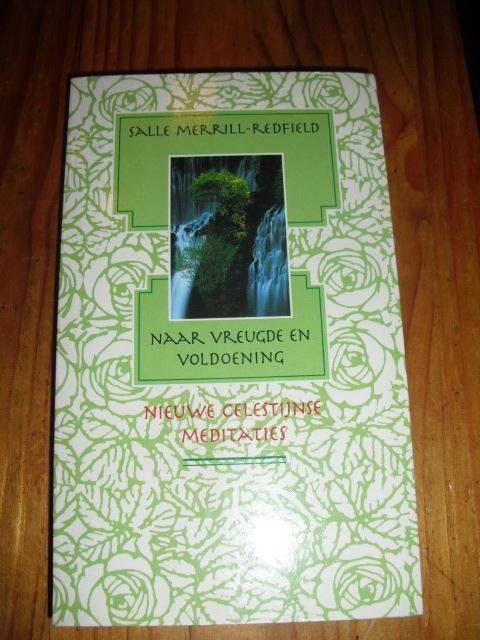 SALLE MERRILL-REDFIELD
NAAR VREUGDE EN
VOLDOENING
NIEUWE CELESTIJNSE
MEDITATIES